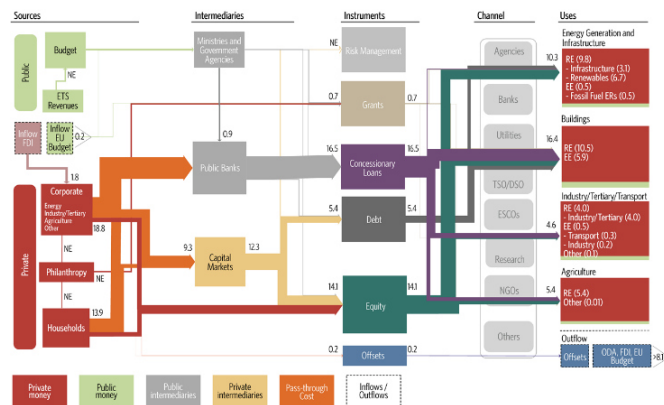 Sources
Intermediaries
Instruments
Channel
Uses
Public
Budget
NE
ETS
Revenues
Inflow
FDI
Inflow
EU
Budget
0.2
1.8
Private
Corporate
Energy
Industry/Tertiary
Agriculture
Other
18.8
NE
Philanthropy
NE
NE
Households
13.9
Ministries and
Government
Agencies
0.9
Public Banks
9.3
Capital
Markets
12.3
NE
Risk Management
0.7
Grants
0.7
16.5
Concessionary
Loans
16.5
5.4
Debt
5.4
14.1
Equity
14.1
0.2
Offsets
0.2
Agencies
Banks
Utilities
TSO/DSO
ESCOs
Research
NGOs
Others
Energy Generation and
Infrastructure
10.3
RE (9.8)
- Infrastructure (3.1)
- Renewables (6.7)
EE (0.5)
- Fossil Fuel ERs (0.5)
Buildings
16.4
RE (10.5)
EE (5.9)
Industry/Tertiary/Transport
4.6
RE (4.0)
- Industry/Tertiary (4.0)
EE (0.5)
- Transport (0.3)
- Industry (0.2)
Other (0.1)
Agriculture
5.4
RE (5.4)
Other (0.01)
Outflow
Offsets
ODA, FDI, EU
Budget
>8.1
Private
money
Public
money
Public
intermediaries
Private
intermediaries
Pass-through
Cost
Inflows /
Outflows